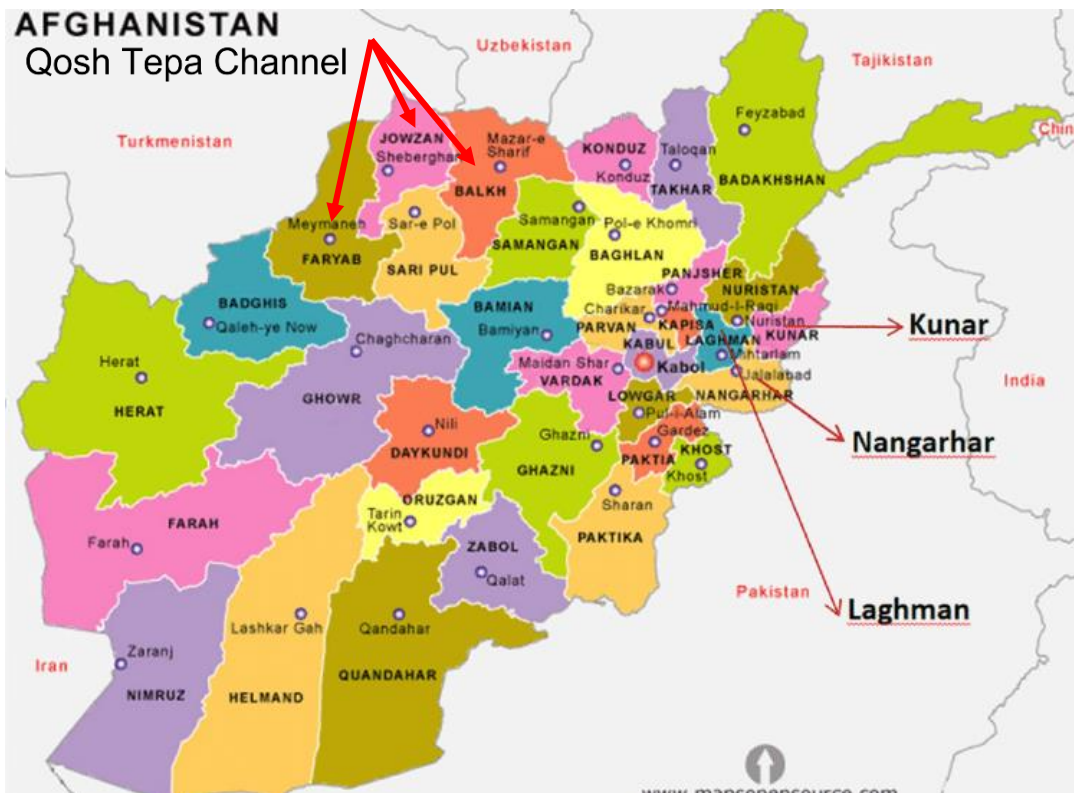 AFGHANISTAN
Qosh Tepa Channel
Uzbekistan
Tajikistan
Turkmenistan
China
Feyzabad
JOWZAN
Sheberghan
Mazar-e
Sharif
BALKH
KONDUZ
Konduz
Taloqan
TAKHAR
BADAKHSHAN
Meymaneh
FARYAB
Sar-e Pol
SARI PUL
Samangan
SAMANGAN
Pol-e Khomri
BAGHLAN
PANJSHER
Bazarak
NURISTAN
Nuristan
BADGHIS
Qaleh-ye Now
BAMIAN
Bamiyan
Charikar
Mahmud-I-Raqi
PARVAN
KAPISA
KABUL
Kabol
LAGHMAN
Mihtarlam
KUNAR
Kunar
Chaghcharan
GHOWR
Maidan Shar
VARDAK
Jalalabad
NANGARHAR
India
Herat
HERAT
LOWGAR
Pul-i-Alam
Gardez
PAKTIA
KHOST
Khost
Nangarhar
Nili
DAYKUNDI
Ghazni
GHAZNI
Sharan
PAKTIKA
ORUZGAN
Tarin
Kowt
FARAH
Farah
ZABOL
Qalat
Pakistan
Laghman
Lashkar Gah
Qandahar
Iran
Zaranj
NIMRUZ
HELMAND
QUANDAHAR
www.mapsopensource.com